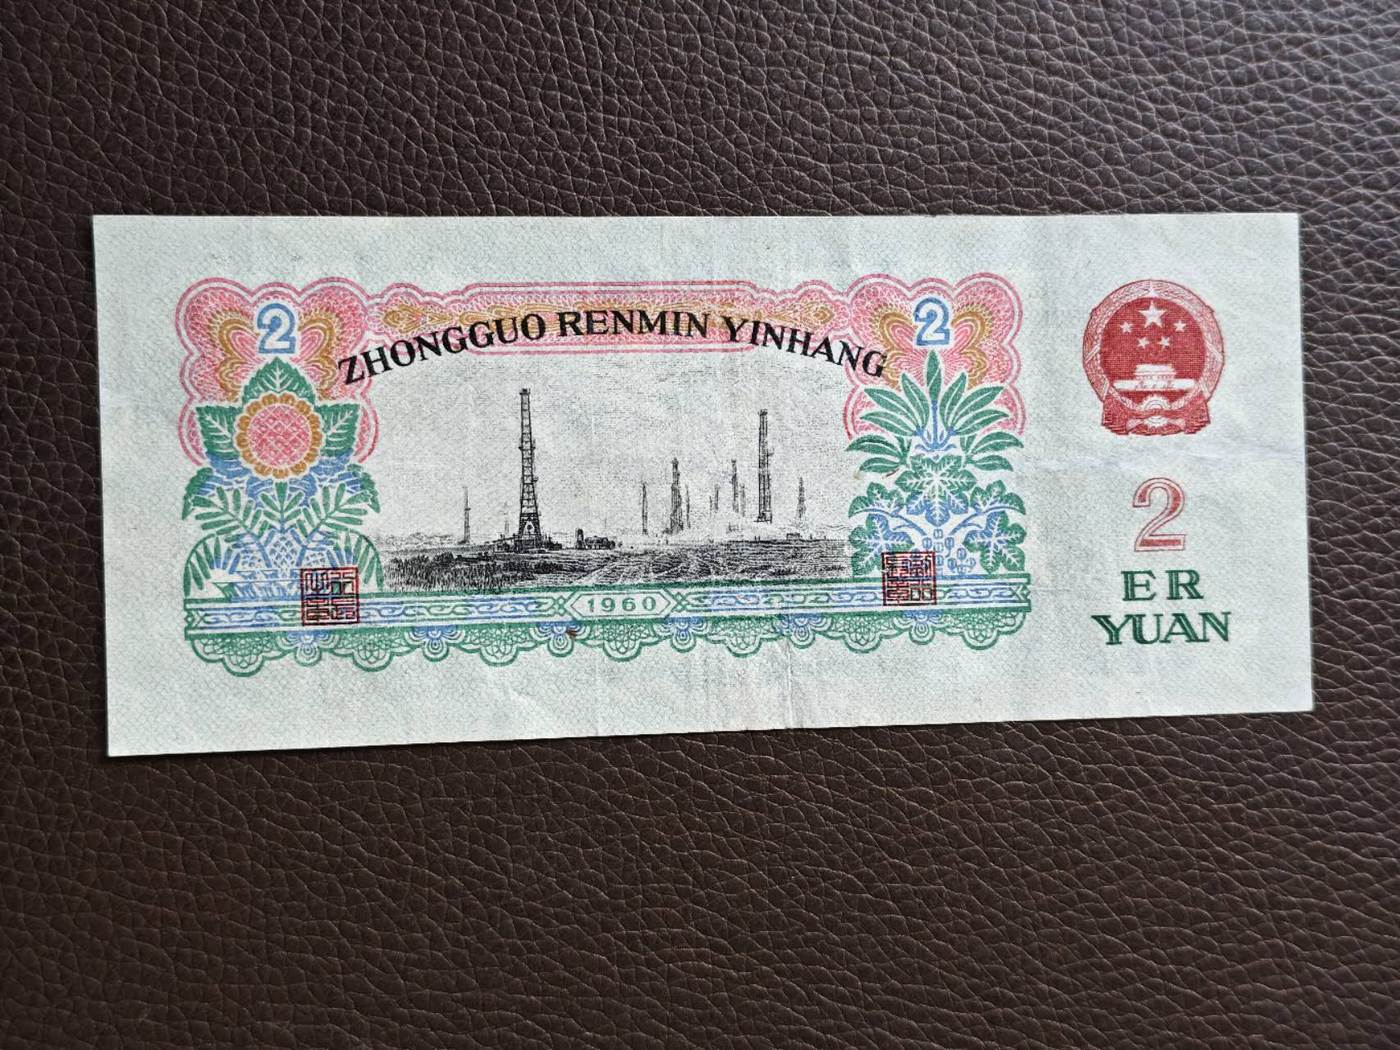 2
ZHONGGUO RENMIN YINHANG
2
1960
2
ER
YUAN